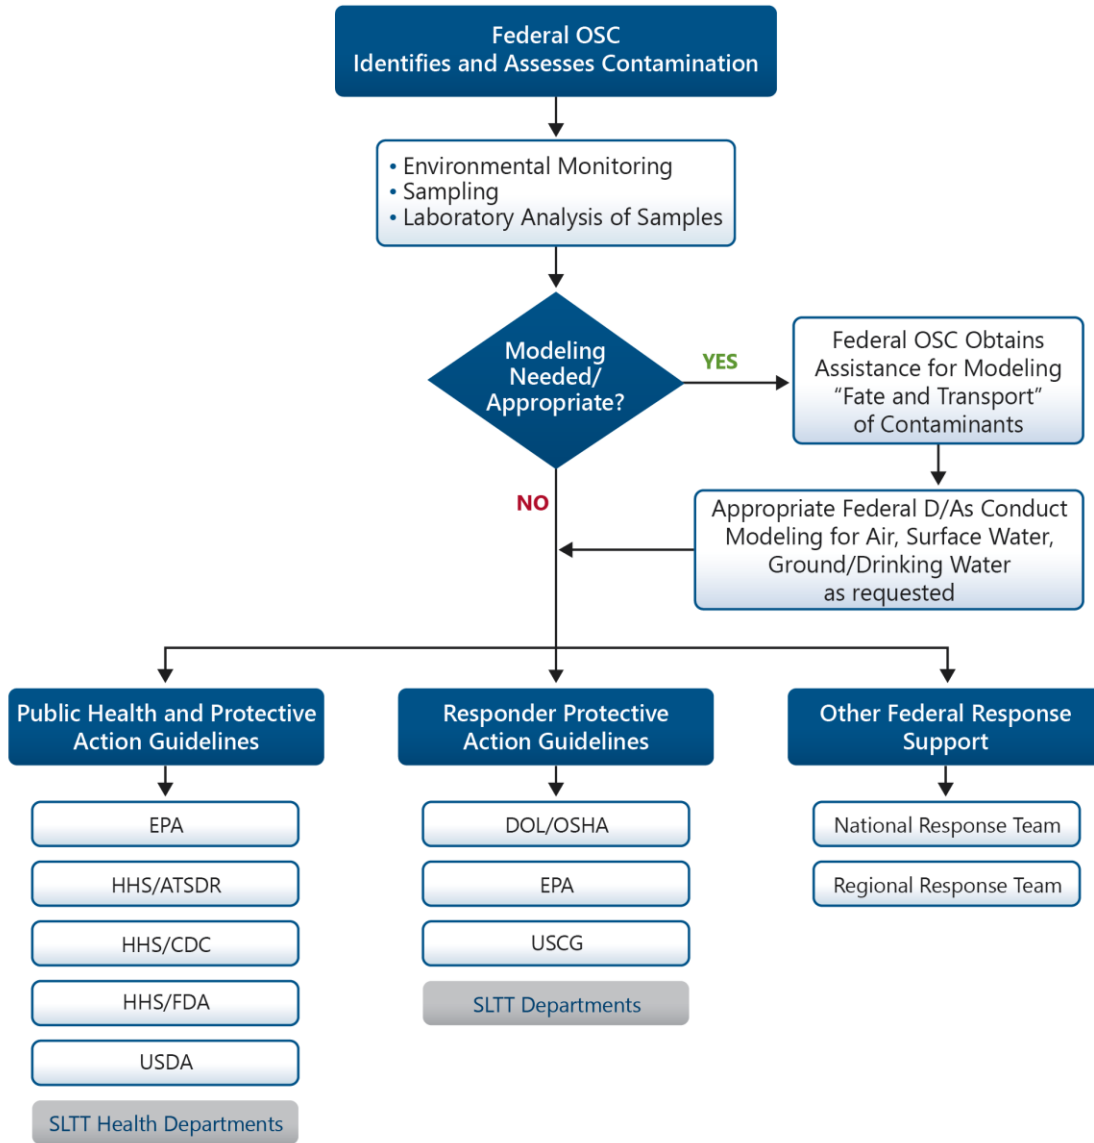 Federal OSC
Identifies and Assesses Contamination
• Environmental Monitoring
• Sampling
• Laboratory Analysis of Samples
Modeling
Needed/
Appropriate?
YES
Federal OSC Obtains
Assistance for Modeling
“Fate and Transport”
of Contaminants
NO
Appropriate Federal D/As Conduct
Modeling for Air, Surface Water,
Ground/Drinking Water
as requested
Public Health and Protective
Action Guidelines
EPA
HHS/ATSDR
HHS/CDC
HHS/FDA
USDA
SLTT Health Departments
Responder Protective
Action Guidelines
DOL/OSHA
EPA
USCG
SLTT Departments
Other Federal Response
Support
National Response Team
Regional Response Team